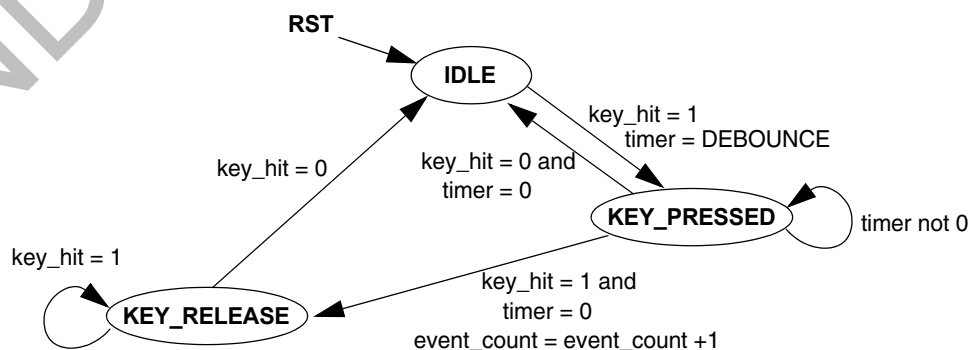 RST
IDLE
key_hit = 1
timer = DEBOUNCE
key_hit = 0
key_hit = 0 and
timer = 0
KEY_PRESSED
timer not 0
key_hit = 1
key_hit = 1 and
timer = 0
event_count = event_count +1
KEY_RELEASE